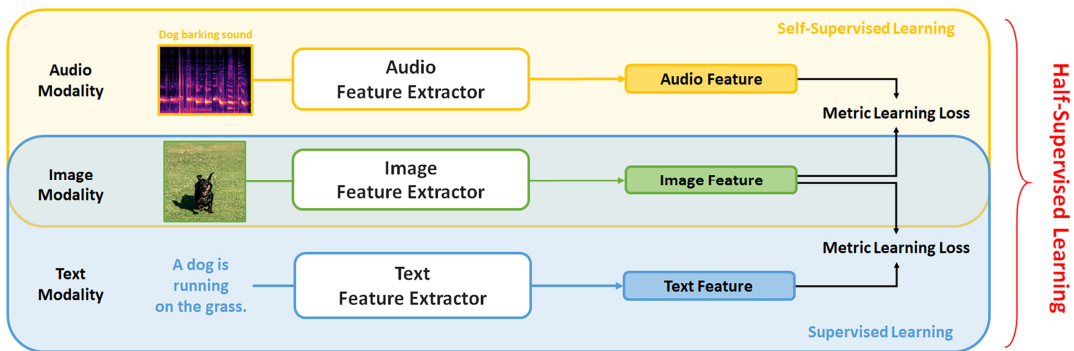 Self-Supervised Learning
Dog barking sound
Audio
Modality
Audio
Feature Extractor
Audio Feature
Metric Learning Loss
Image
Modality
Image
Feature Extractor
Image Feature
Metric Learning Loss
Text
Modality
A dog is
running
on the grass.
Text
Feature Extractor
Text Feature
Supervised Learning
Half-Supervised Learning